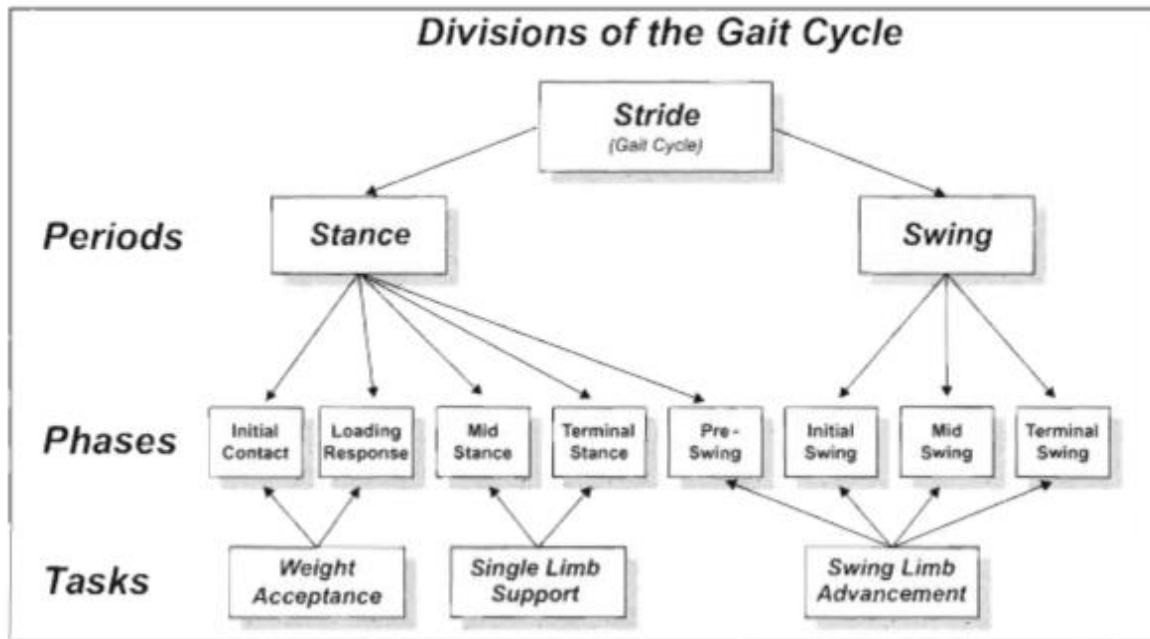 Divisions of the Gait Cycle
Stride
(Gait Cycle)
Periods
Stance
Swing
Phases
Initial
Contact
Loading
Response
Mid
Stance
Terminal
Stance
Pre -
Swing
Initial
Swing
Mid
Swing
Terminal
Swing
Tasks
Weight
Acceptance
Single Limb
Support
Swing Limb
Advancement